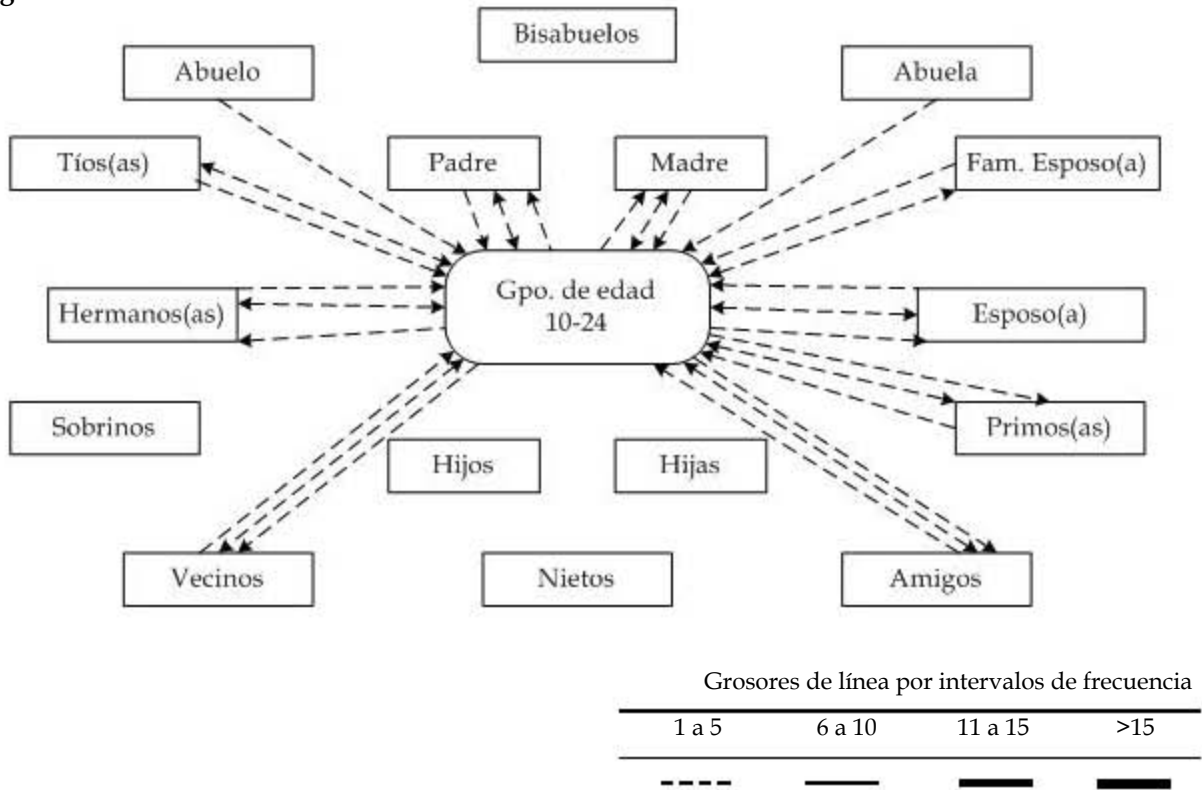 g
Bisabuelos
Abuelo
Abuela
Tíos(as)
Padre
Madre
Fam. Esposo(a)
Gpo. de edad
10-24
Hermanos(as)
Esposo(a)
Sobrinos
Primos(as)
Hijos
Hijas
Vecinos
Nietos
Amigos
Grosores de línea por intervalos de frecuencia
1 a 5 6 a 10 11 a 15 >15